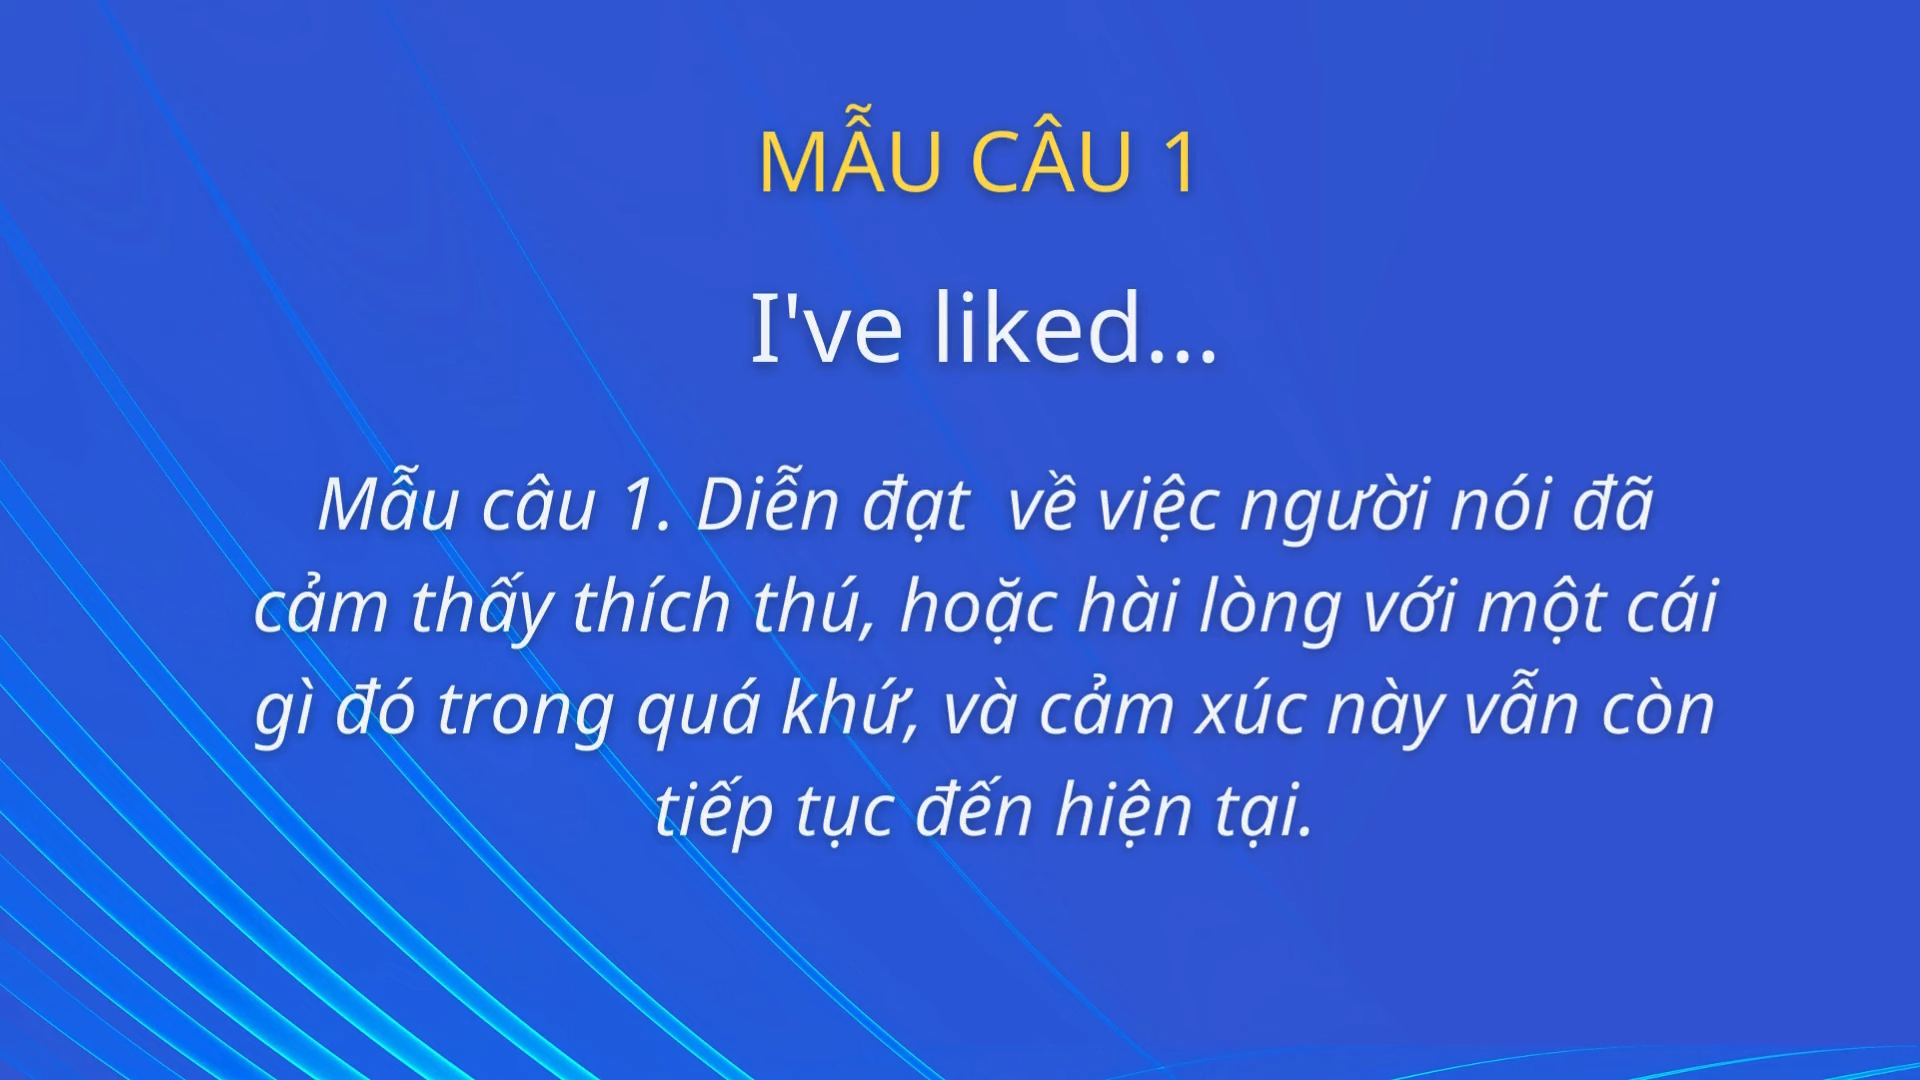 MẪU CÂU 1
I've liked...
Mẫu câu 1. Diễn đạt  về việc người nói đã
cảm thấy thích thú, hoặc hài lòng với một cái
gì đó trong quá khứ, và cảm xúc này vẫn còn
tiếp tục đến hiện tại.